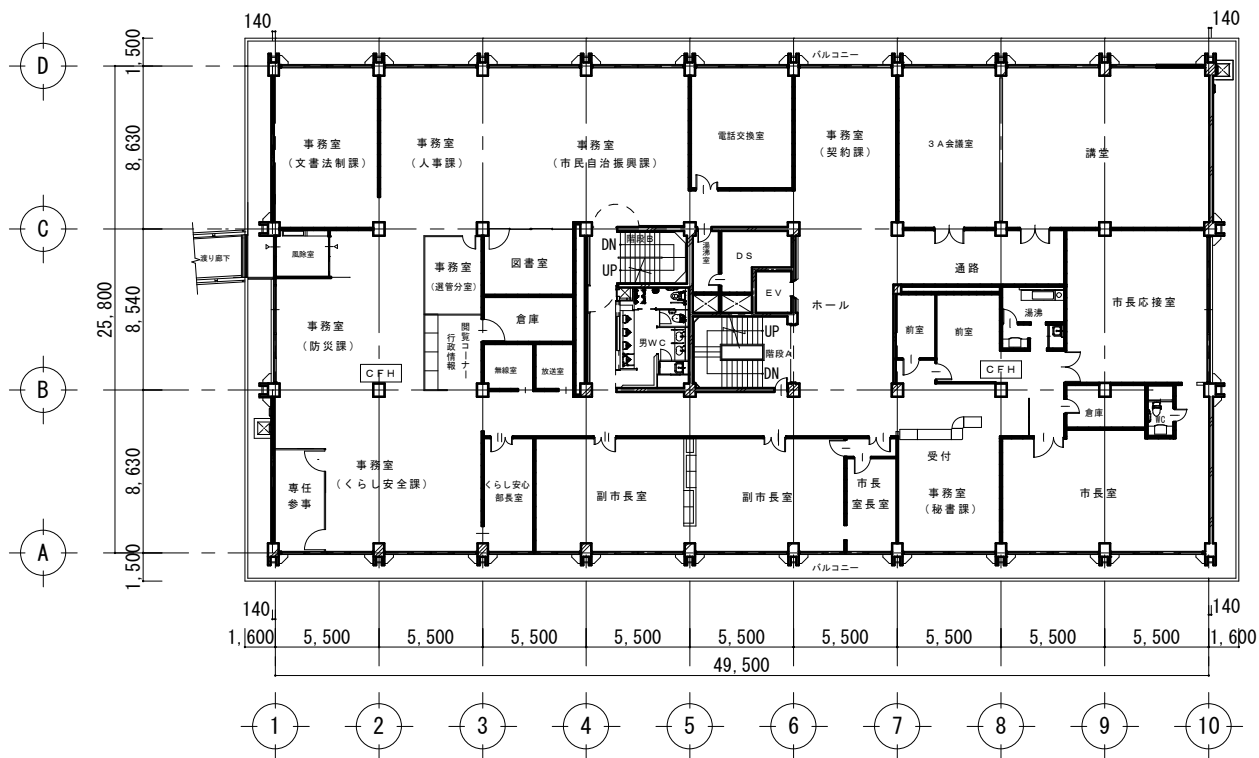 140
140
1,500
バルコニー
D
8,630
事務室
(文書法制課)
事務室
(人事課)
事務室
(市民自治振興課)
電話交換室
事務室
(契約課)
3A会議室
講堂
C
渡り廊下
風除室
事務室
(選管分室)
図書室
DN
階段B
UP
湯沸室
DS
EV
ホール
通路
市長応接室
25,800
8,540
事務室
(防災課)
CFH
閲覧コーナー
行政情報
倉庫
無線室
放送室
男WC
UP
階段A
DN
前室
前室
湯沸
CFH
B
倉庫
WC
8,630
事務室
(くらし安全課)
専任
参事
くらし安心
部長室
副市長室
副市長室
市長
室長室
受付
事務室
(秘書課)
市長室
A
1,500
バルコニー
140
140
1,600
5,500
5,500
5,500
5,500
5,500
5,500
5,500
5,500
5,500
1,600
49,500
1
2
3
4
5
6
7
8
9
10